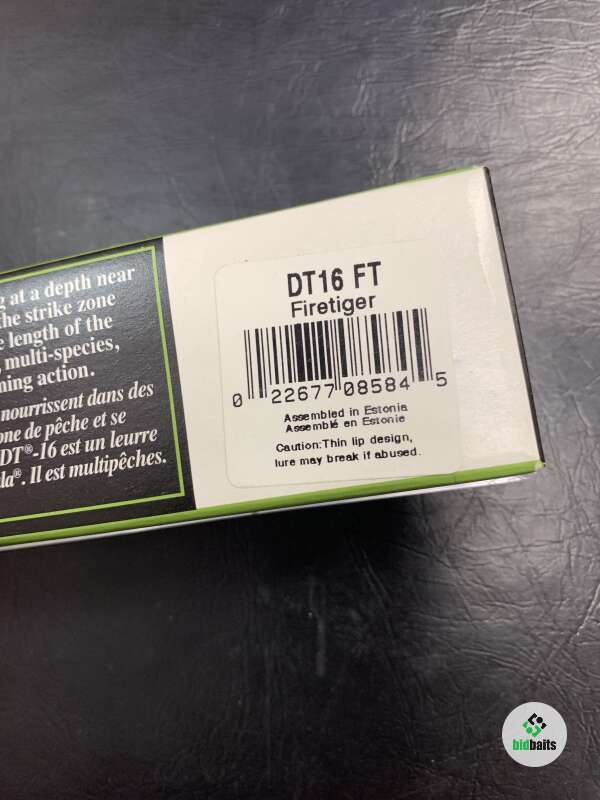 g at a depth near
the strike zone
e length of the
, multi-species,
ning action.
nourrissent dans des
one de pêche et se
DT®-16 est un leurre
la®. Il est multipêches.
DT16 FT
Firetiger
0 22677 08584 5
Assembled in Estonia
Assemblé en Estonie
Caution:Thin lip design,
lure may break if abused.
bidbaits